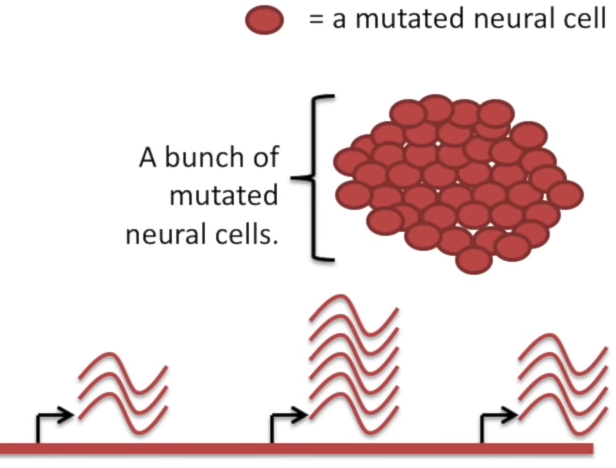 = a mutated neural cell
A bunch of
mutated
neural cells.